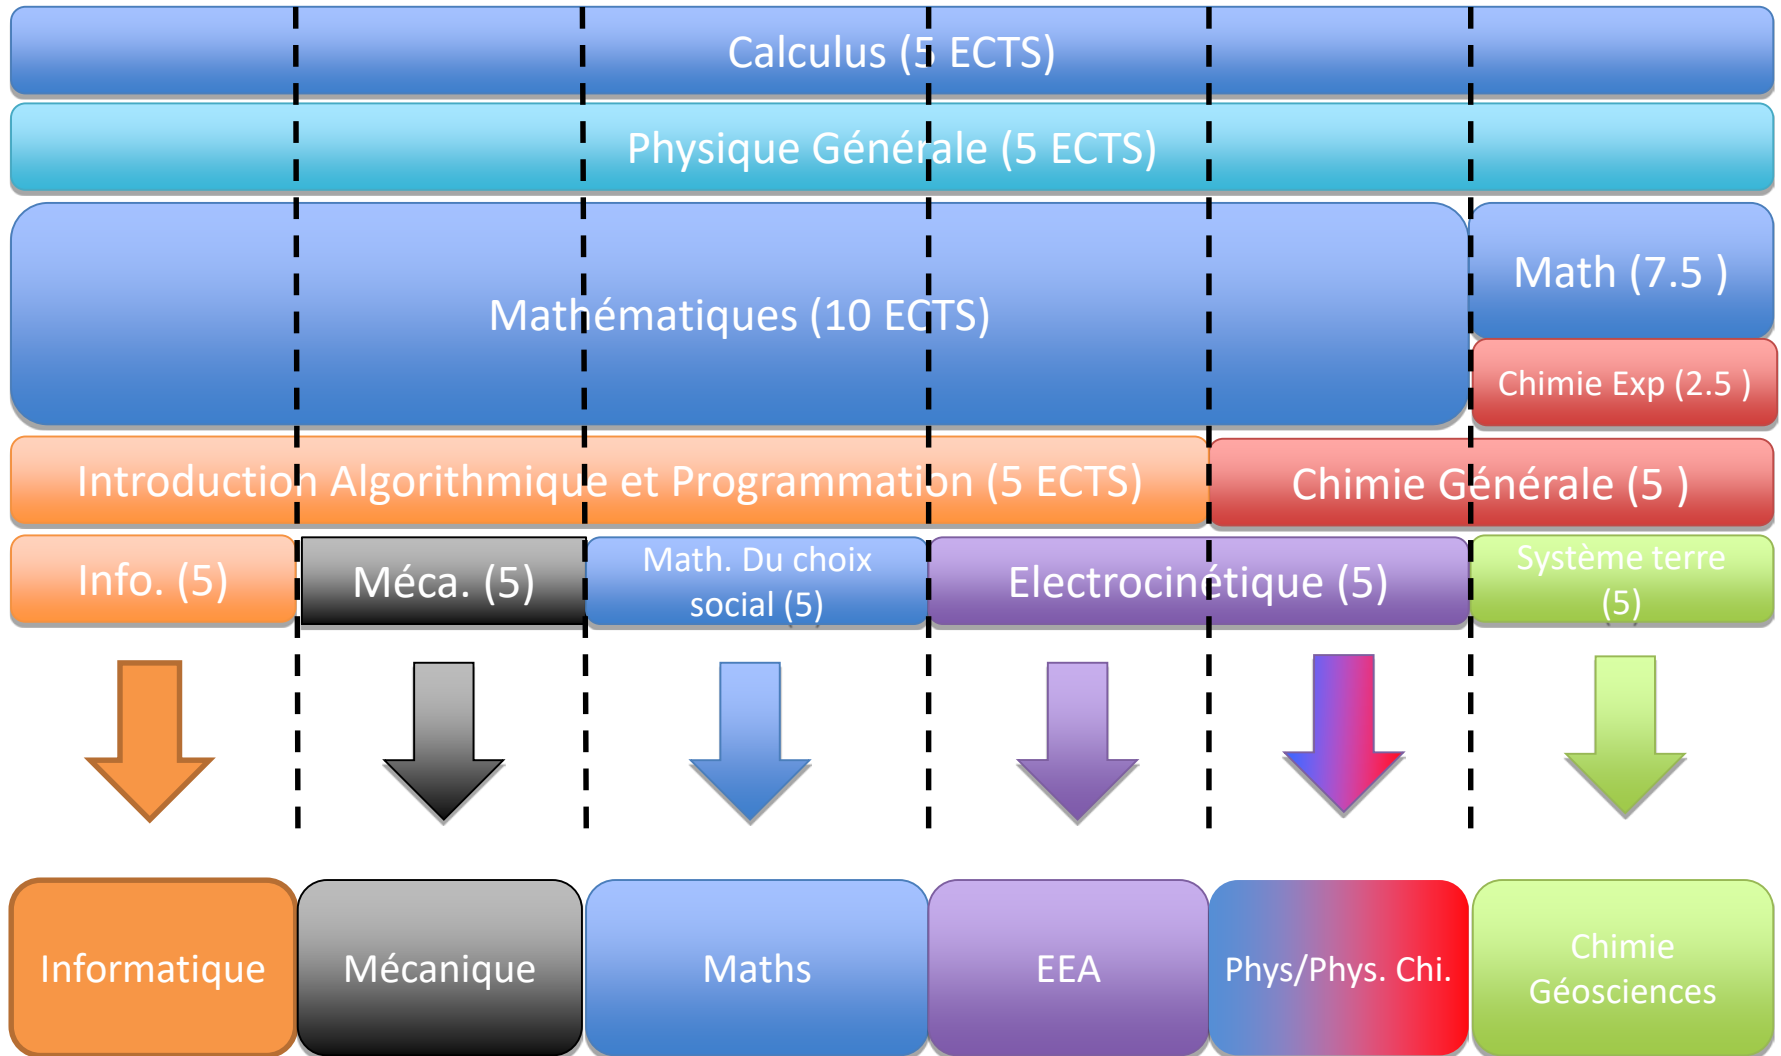 Calculus (5 ECTS)
Physique Générale (5 ECTS)
Mathématiques (10 ECTS)
Math (7.5 )
Chimie Exp (2.5 )
Introduction Algorithmique et Programmation (5 ECTS)
Chimie Générale (5 )
Info. (5)
Méca. (5)
Math. Du choix
social (5)
Electrocinétique (5)
Système terre
(5)
Informatique
Mécanique
Maths
EEA
Phys/Phys. Chi.
Chimie
Géosciences